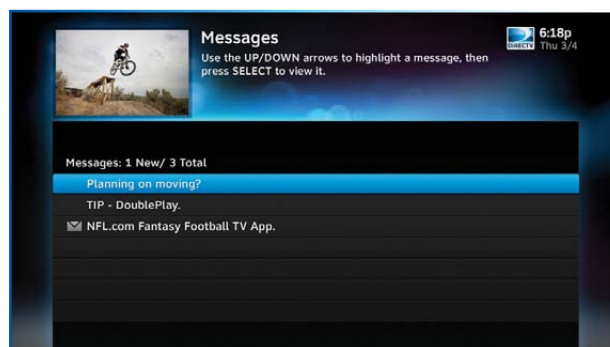 Messages
Use the UP/DOWN arrows to highlight a message, then
press SELECT to view it.
DIRECTV
6:18p
Thu 3/4
Messages: 1 New/ 3 Total
Planning on moving?
TIP - DoublePlay.
NFL.com Fantasy Football TV App.